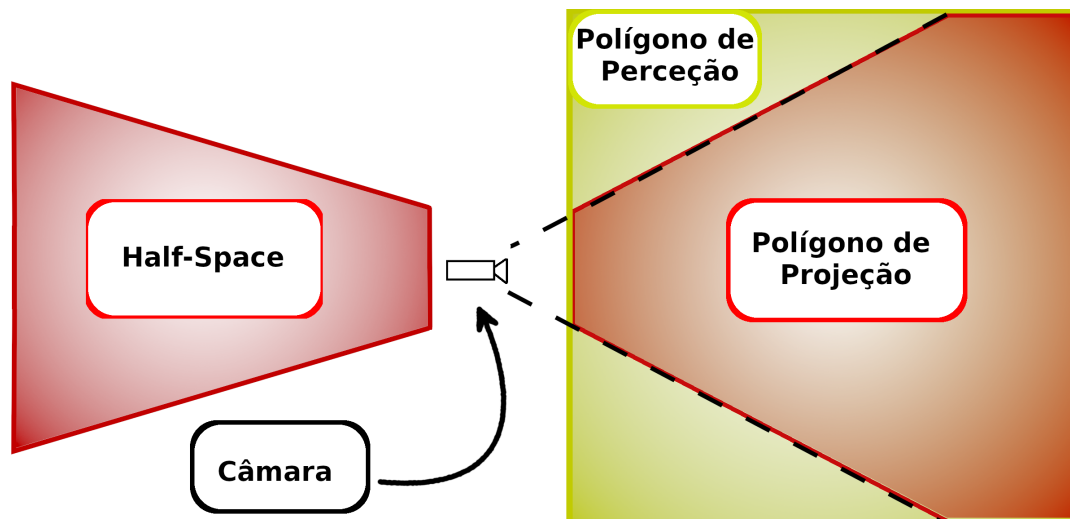 Polígono de
Perceção
Half-Space
Polígono de
Projeção
Câmara